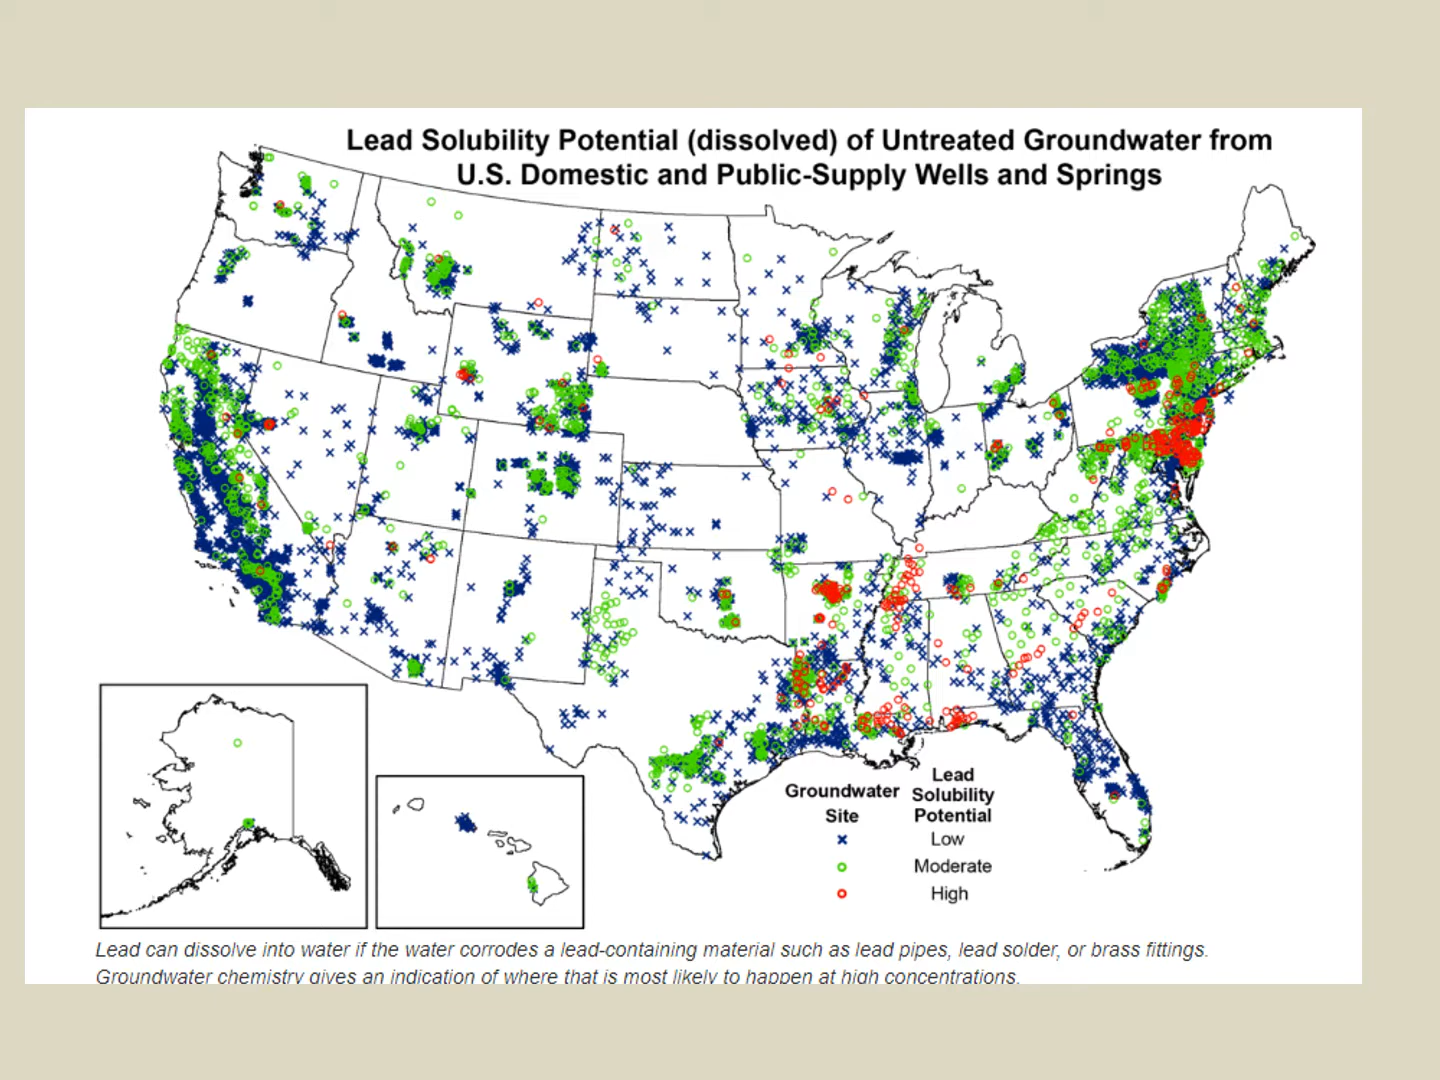 Lead Solubility Potential (dissolved) of Untreated Groundwater from
U.S. Domestic and Public-Supply Wells and Springs
Groundwater
Site
Lead
Solubility
Potential
Low
Moderate
High
Lead can dissolve into water if the water corrodes a lead-containing material such as lead pipes, lead solder, or brass fittings.
Groundwater chemistry gives an indication of where that is most likely to happen at high concentrations.